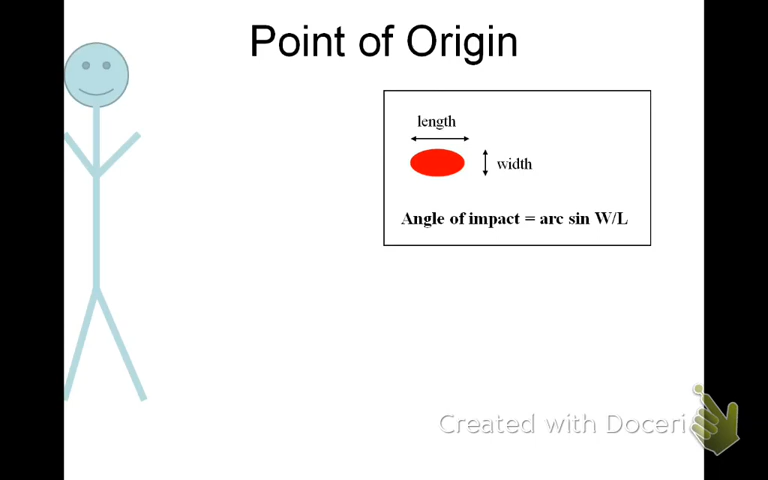 Point of Origin
length
width
Angle of impact = arc sin W/L
Created with Doceri